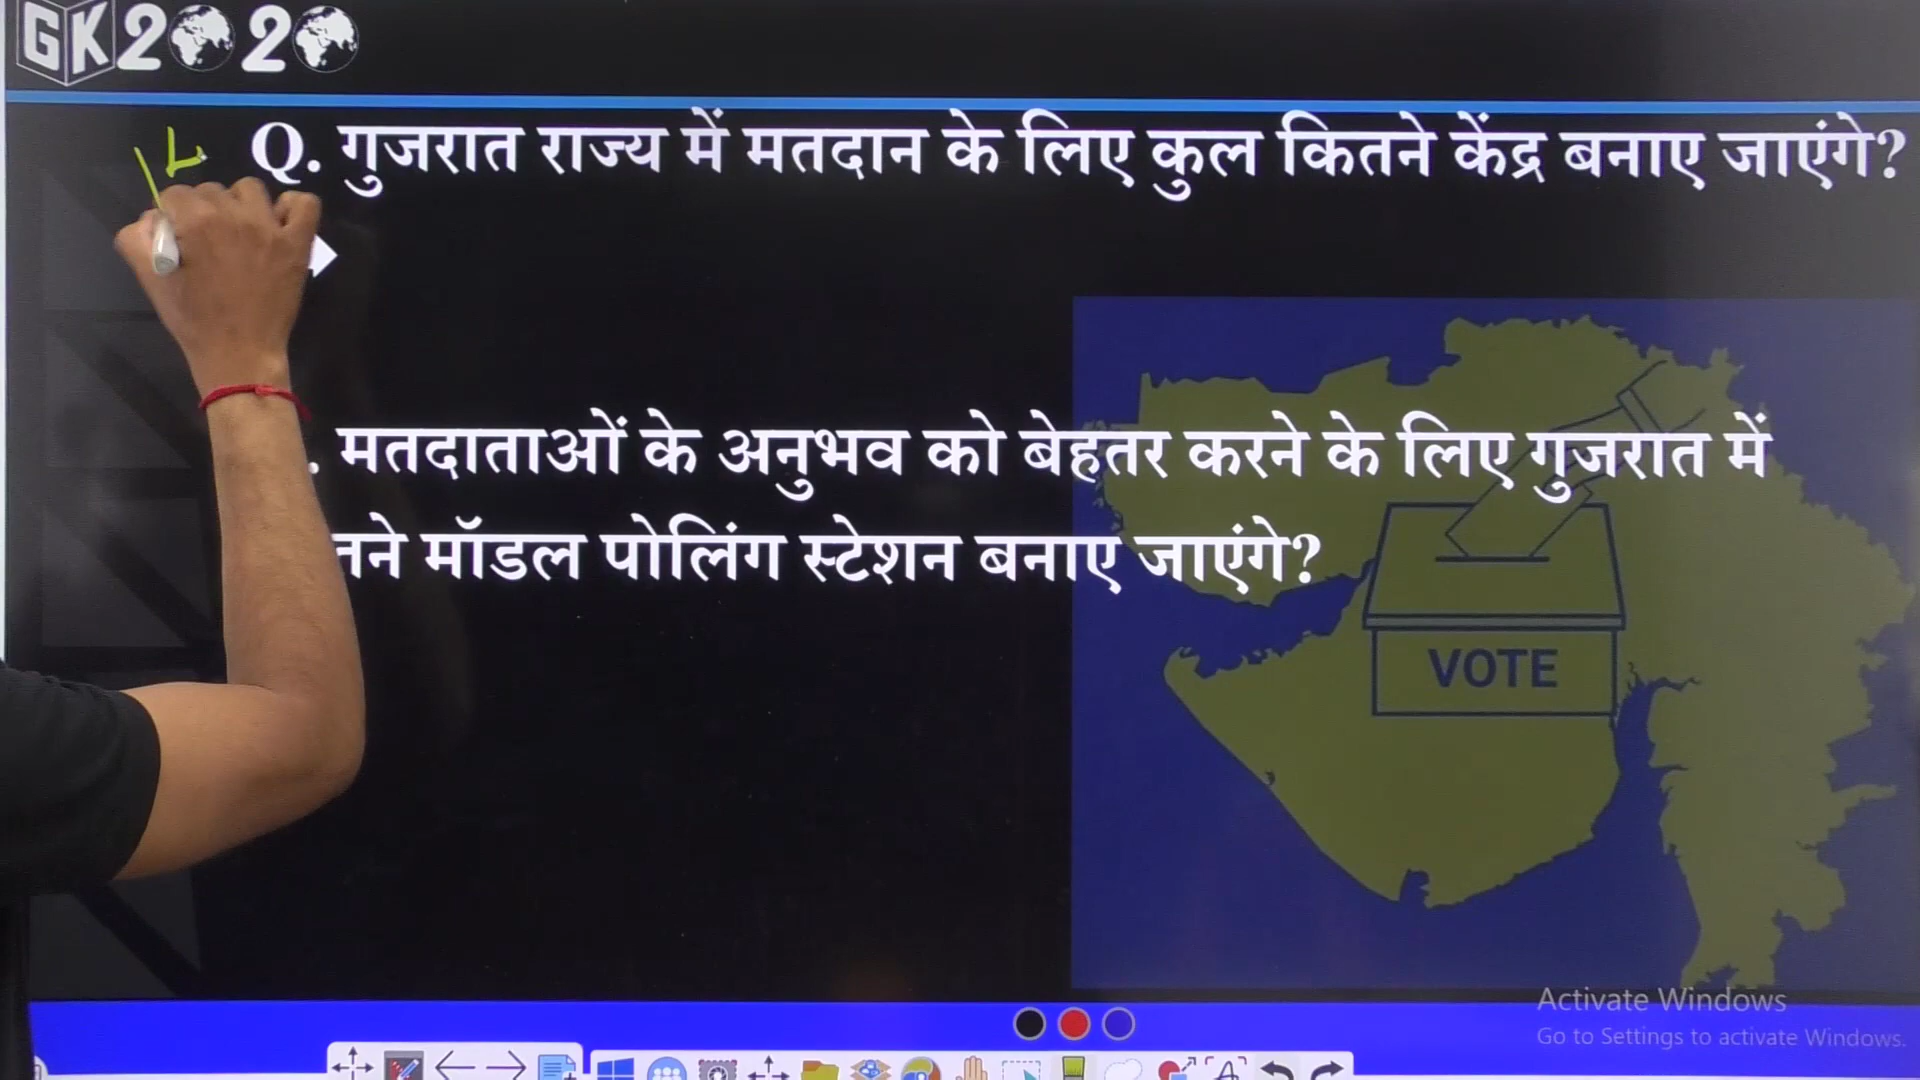 GK2020
Q. गुजरात राज्य में मतदान के लिए कुल कितने केंद्र बनाए जाएंगे?
. मतदाताओं के अनुभव को बेहतर करने के लिए गुजरात में
तने मॉडल पोलिंग स्टेशन बनाए जाएंगे?
VOTE
Activate Windows
Go to Settings to activate Windows.